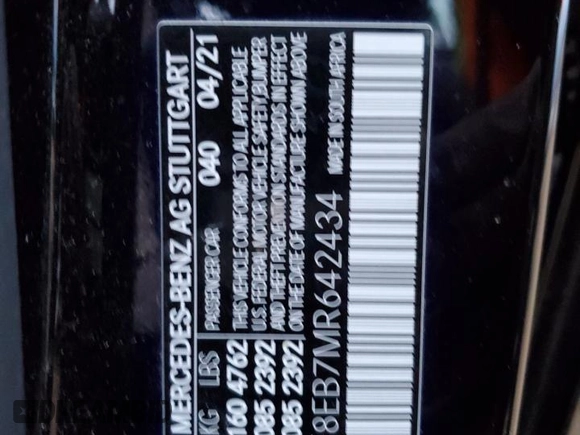 MERCEDES-BENZ AG STUTTGART
KG LBS PASSENGER CAR 040 04/21
160 4762 THIS VEHICLE CONFORMS TO ALL APPLICABLE
U.S. FEDERAL MOTOR VEHICLE SAFETY BUMPER
085 2392 AND THEFT PREVENTION STANDARDS IN EFFECT
085 2392 ON THE DATE OF MANUFACTURE SHOWN ABOVE
8EB7MR642434 MADE IN SOUTH AFRICA